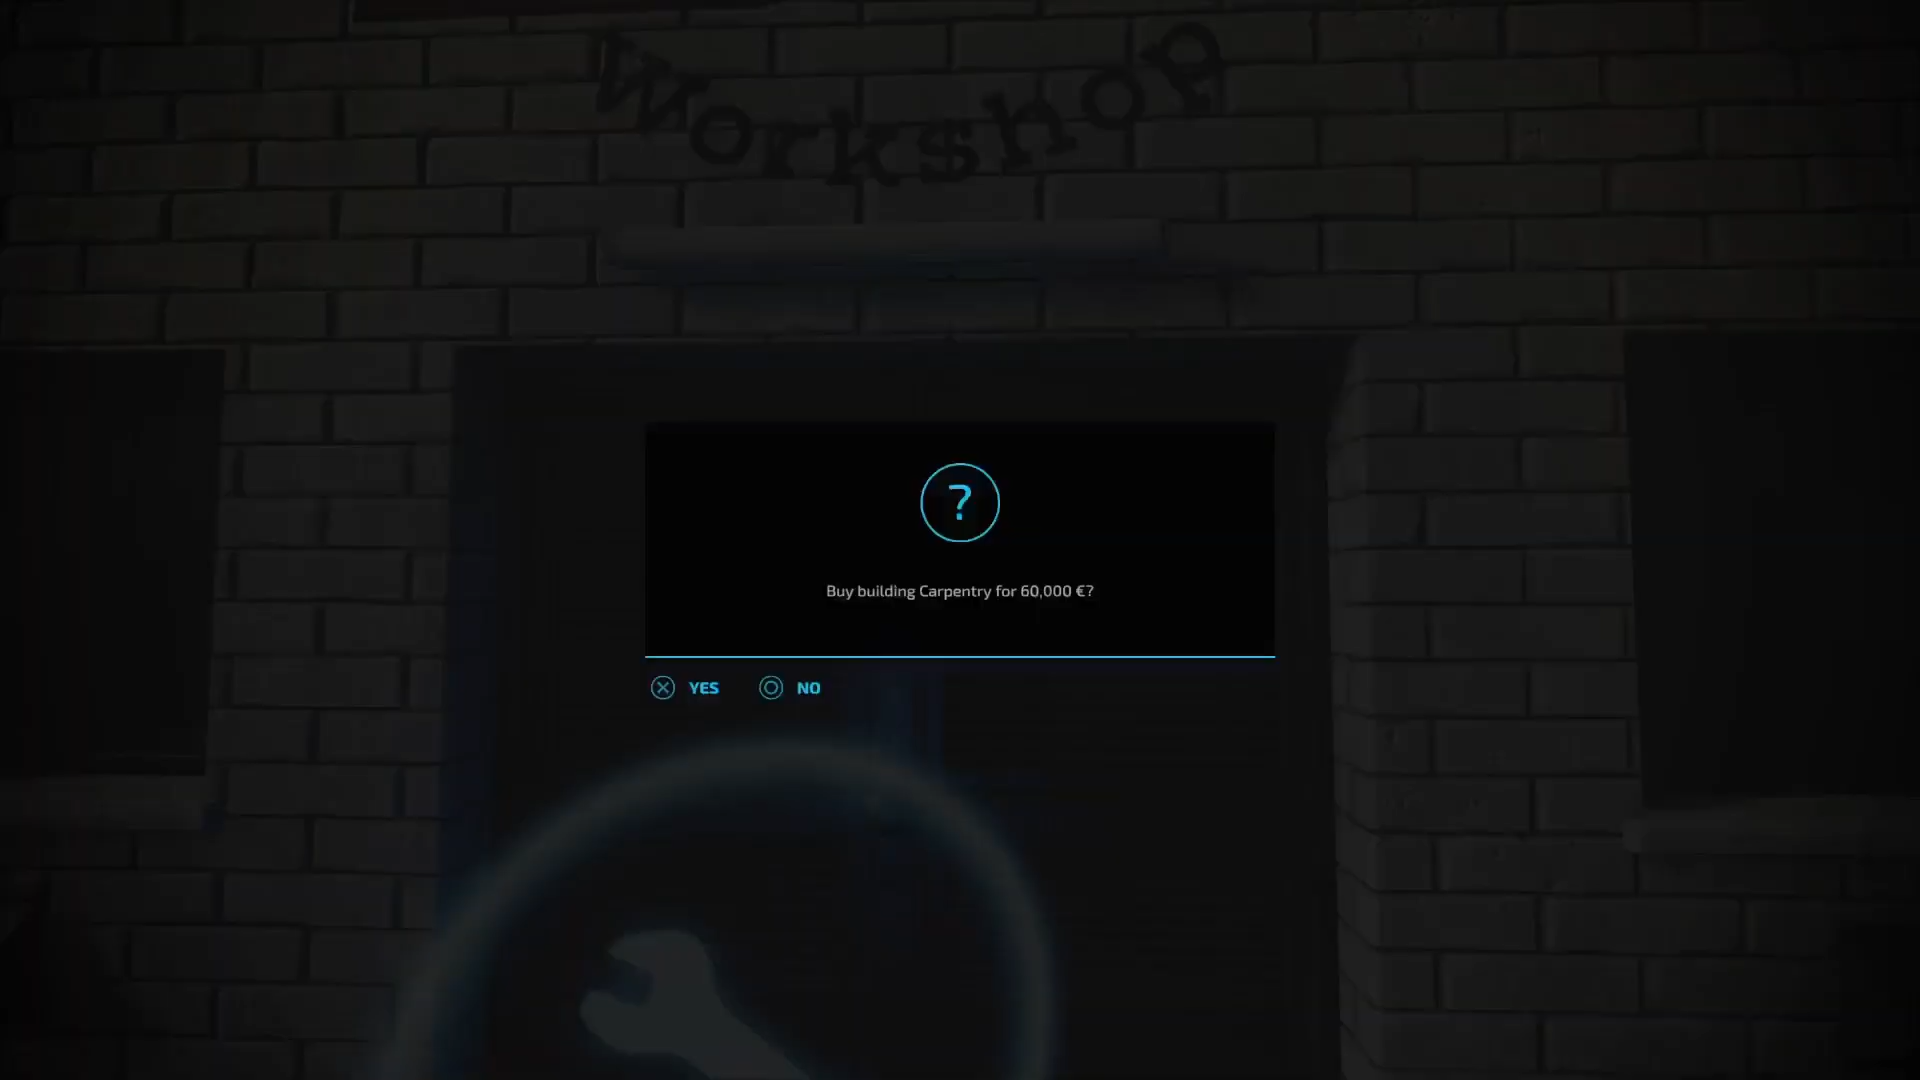 Workshop
?
Buy building Carpentry for 60,000 €?
YES NO